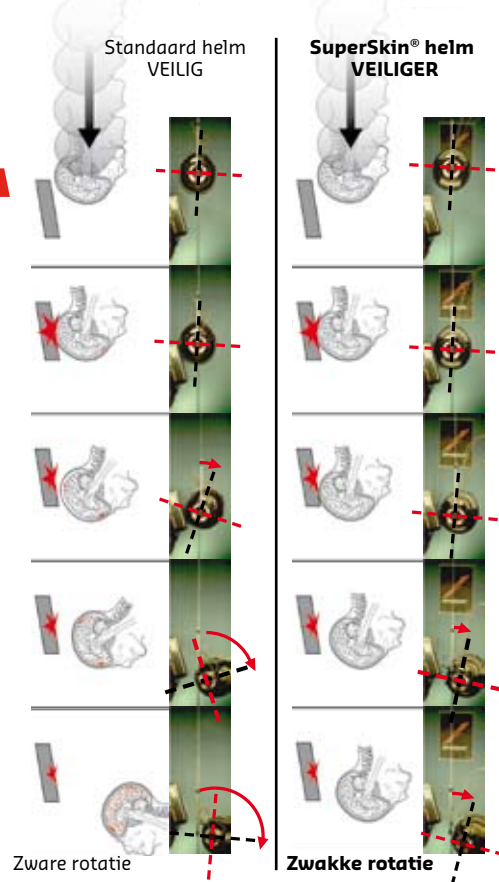 Standaard helm
VEILIG
SuperSkin® helm
VEILIGER
Zware rotatie
Zwakke rotatie